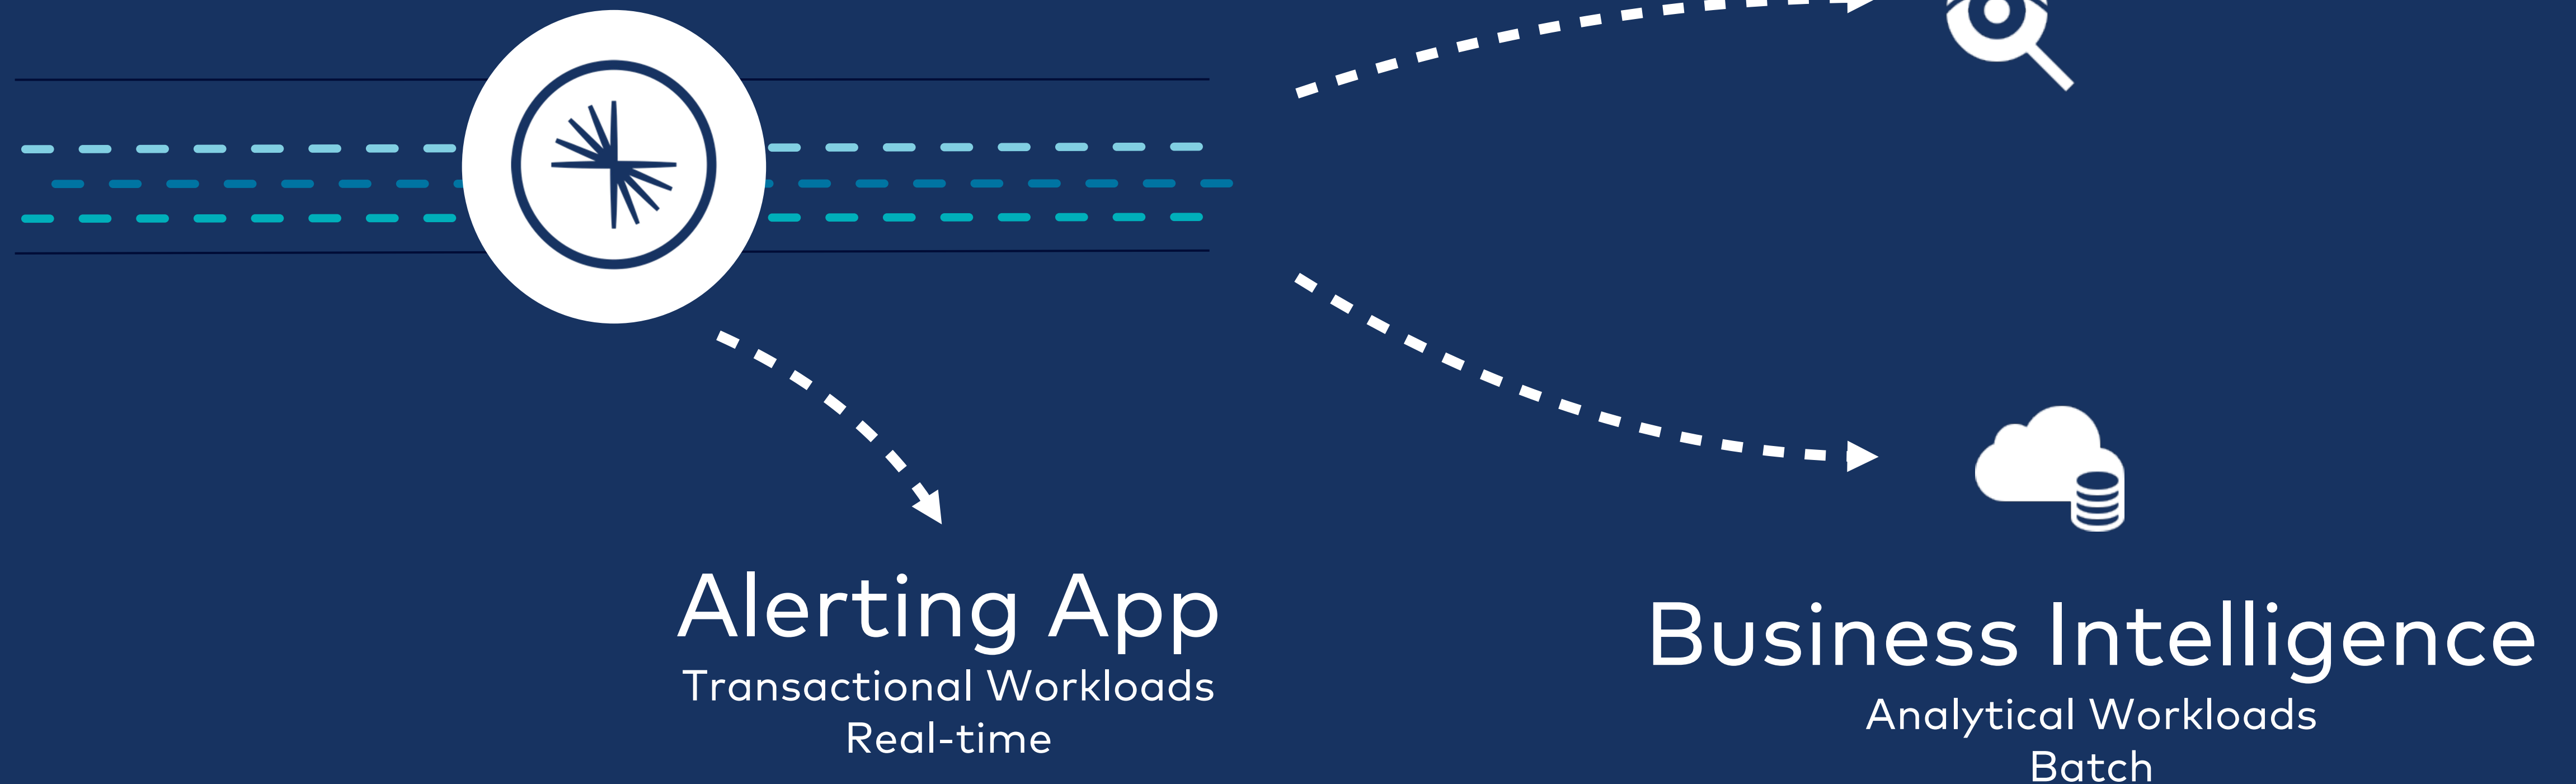 Alerting App
Transactional Workloads
Real-time
Business Intelligence
Analytical Workloads
Batch